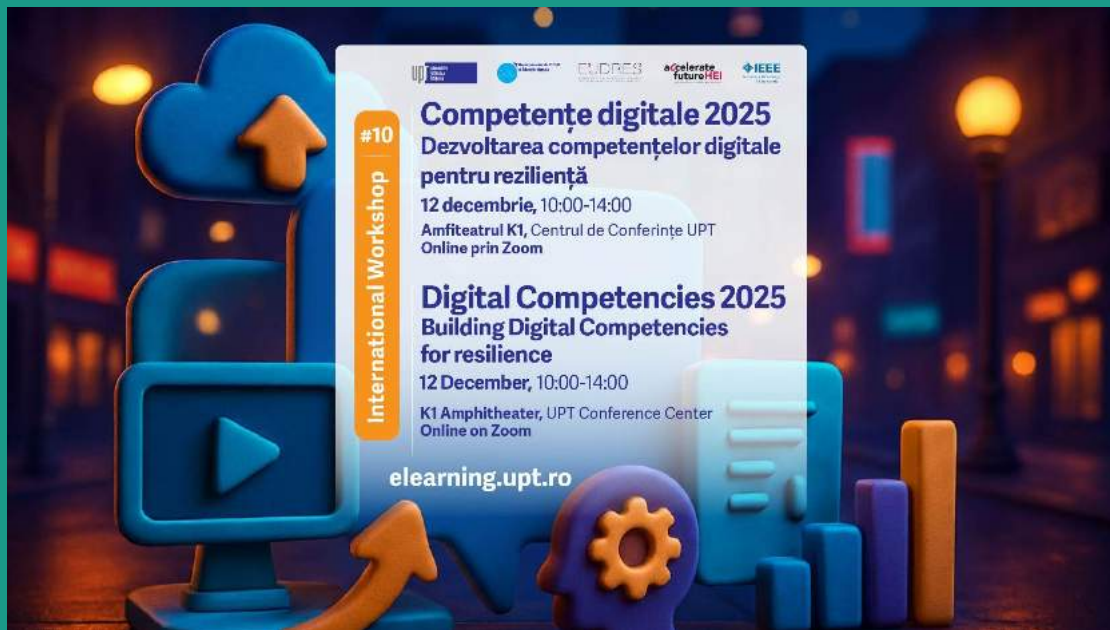 up
EUDRES
accelerate
futureHEI
IEEE
#10
International Workshop
Competențe digitale 2025
Dezvoltarea competențelor digitale
pentru reziliență
12 decembrie, 10:00-14:00
Amfiteatrul K1, Centrul de Conferințe UPT
Online prin Zoom
Digital Competencies 2025
Building Digital Competencies
for resilience
12 December, 10:00-14:00
K1 Amphitheater, UPT Conference Center
Online on Zoom
elearning.upt.ro